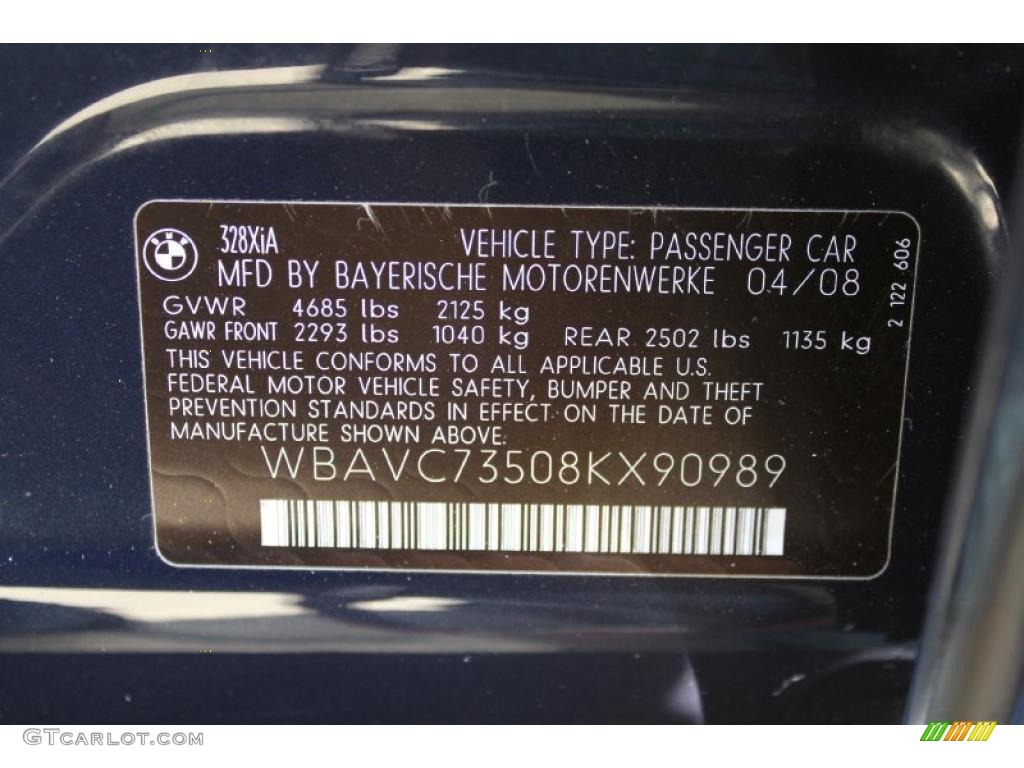 328XiA VEHICLE TYPE: PASSENGER CAR
MFD BY BAYERISCHE MOTORENWERKE 04/08
GVWR 4685 lbs 2125 kg
GAWR FRONT 2293 lbs 1040 kg REAR 2502 lbs 1135 kg
THIS VEHICLE CONFORMS TO ALL APPLICABLE U.S.
FEDERAL MOTOR VEHICLE SAFETY, BUMPER AND THEFT
PREVENTION STANDARDS IN EFFECT ON THE DATE OF
MANUFACTURE SHOWN ABOVE.
WBAVC73508KX90989
2 122 606
GTCarLot.com